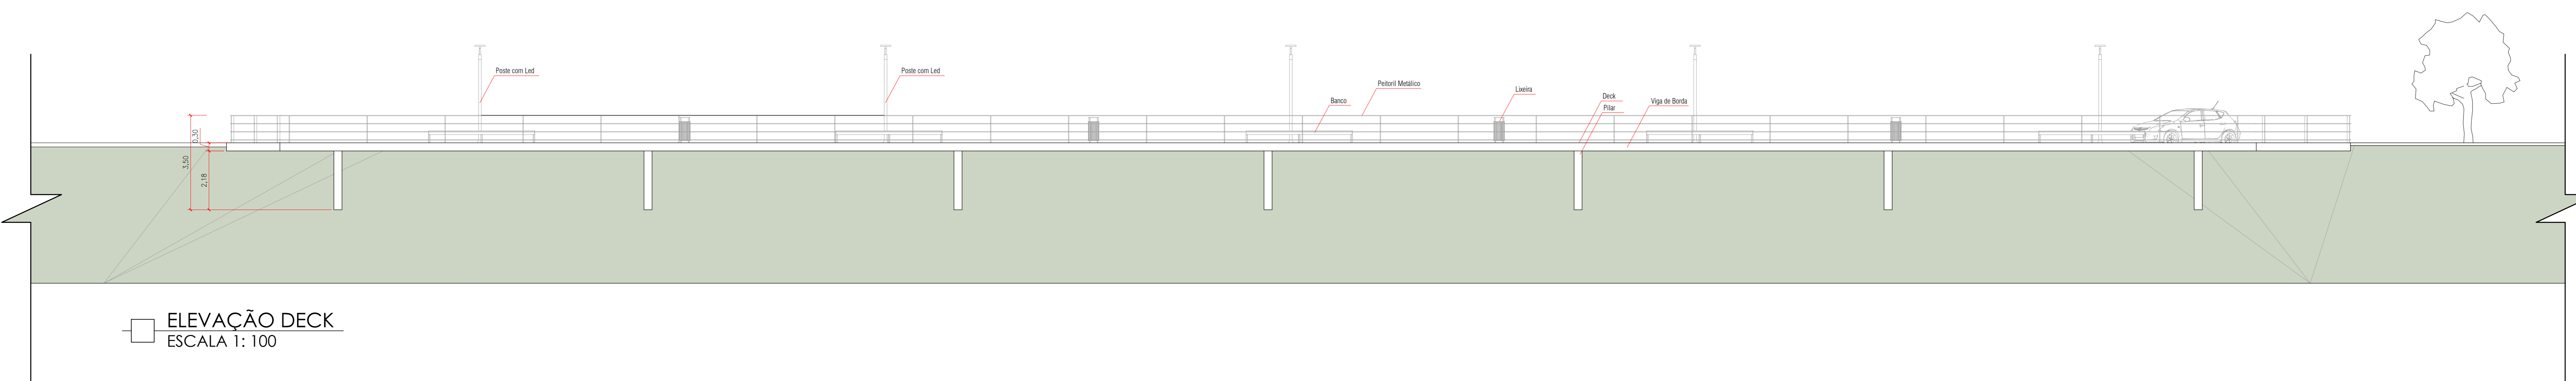 Poste com Led
Poste com Led
Banco
Peitoril Metálico
Lixeira
Deck
Pilar
Viga de Borda
0,30
3,50
2,18
ELEVAÇÃO DECK
ESCALA 1: 100